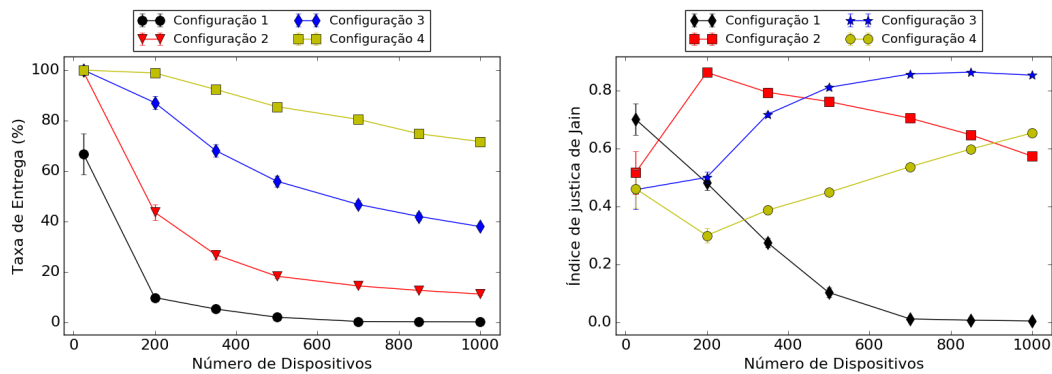 Configuração 1 Configuração 3
Configuração 2 Configuração 4
100
80
60
40
20
0
Taxa de Entrega (%)
0 200 400 600 800 1000
Número de Dispositivos
Configuração 1 Configuração 3
Configuração 2 Configuração 4
0.8
0.6
0.4
0.2
0.0
Índice de justica de Jain
0 200 400 600 800 1000
Número de Dispositivos